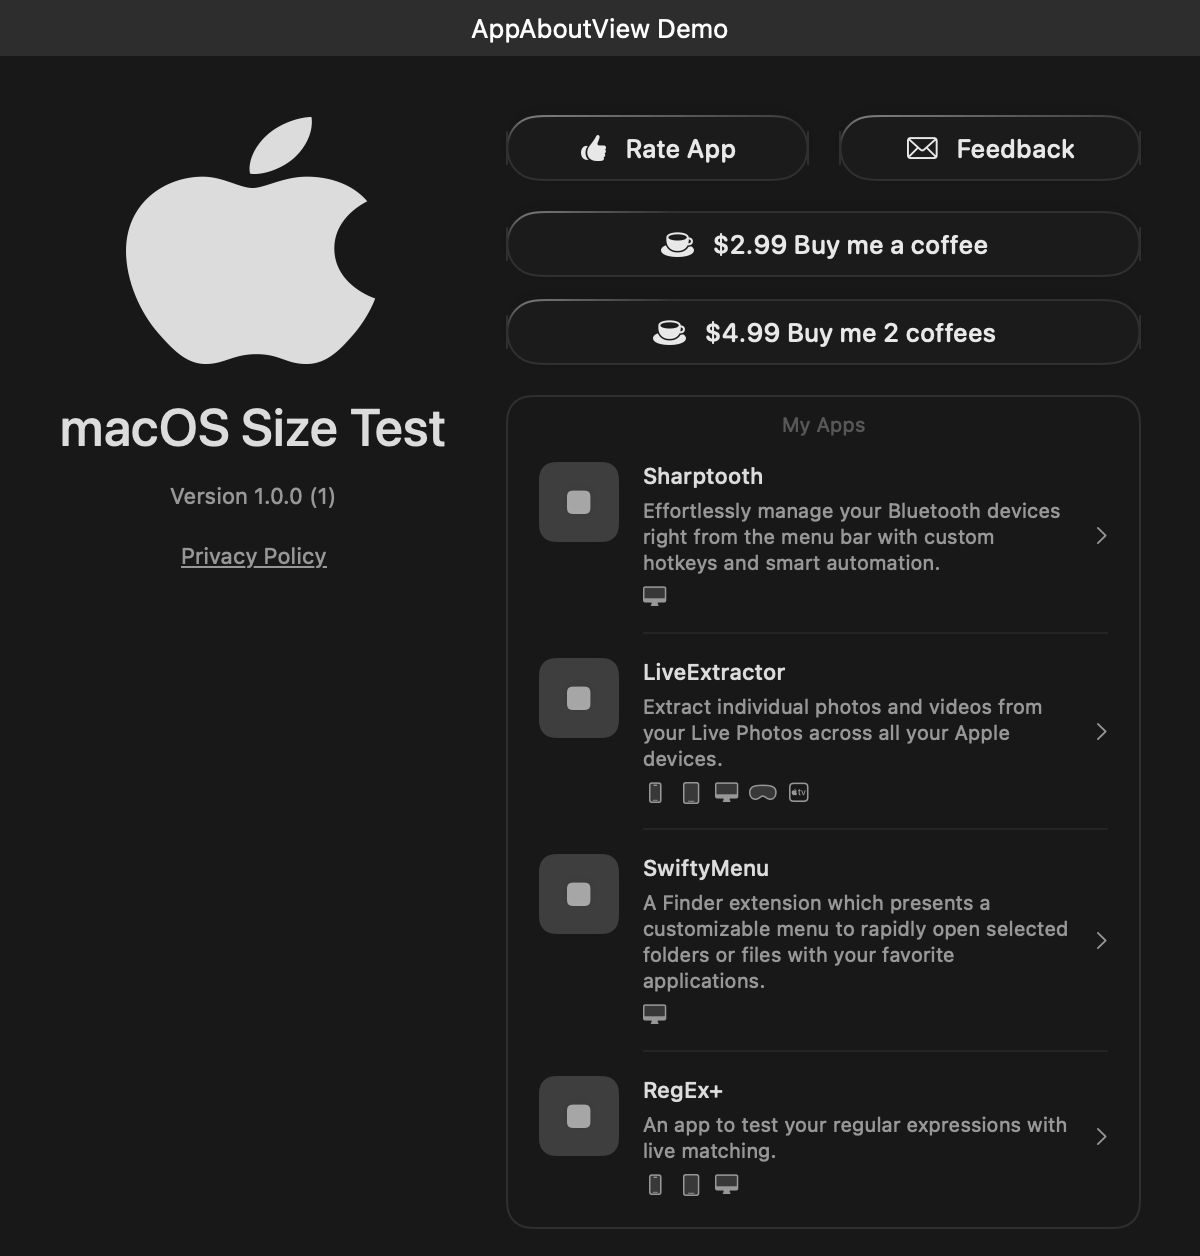 AppAboutView Demo
macOS Size Test
Version 1.0.0 (1)
Privacy Policy
Rate App
Feedback
$2.99 Buy me a coffee
$4.99 Buy me 2 coffees
My Apps
Sharptooth
Effortlessly manage your Bluetooth devices
right from the menu bar with custom
hotkeys and smart automation.
LiveExtractor
Extract individual photos and videos from
your Live Photos across all your Apple
devices.
tv
SwiftyMenu
A Finder extension which presents a
customizable menu to rapidly open selected
folders or files with your favorite
applications.
RegEx+
An app to test your regular expressions with
live matching.